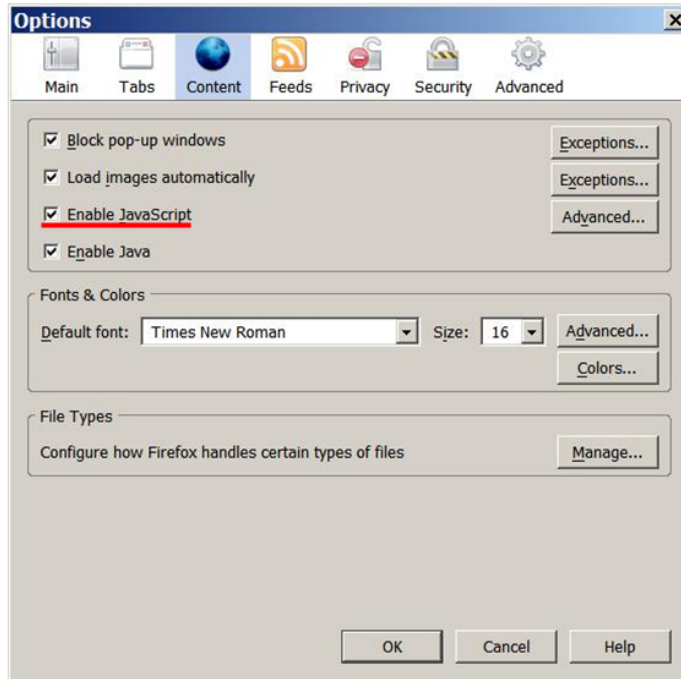 Options
Main Tabs Content Feeds Privacy Security Advanced
Block pop-up windows Exceptions...
Load images automatically Exceptions...
Enable JavaScript Advanced...
Enable Java
Fonts & Colors
Default font: Times New Roman Size: 16 Advanced...
Colors...
File Types
Configure how Firefox handles certain types of files Manage...
OK Cancel Help